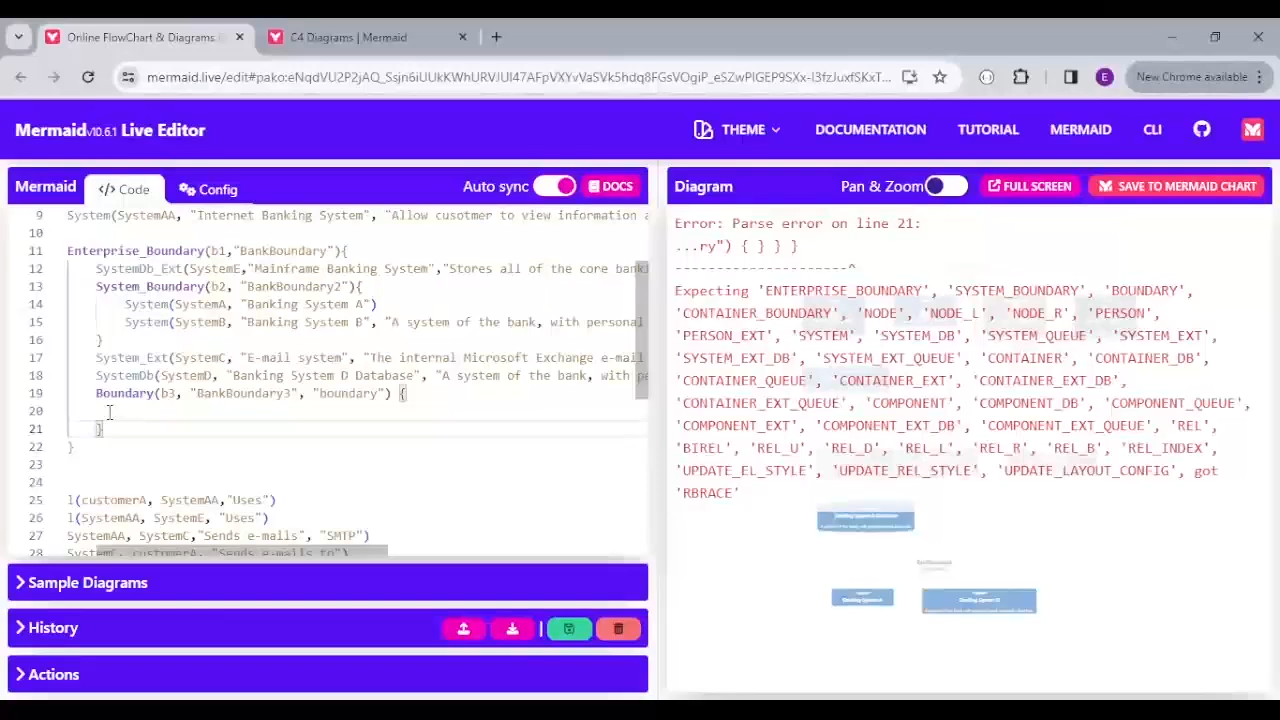 Online FlowChart & Diagrams
C4 Diagrams | Mermaid
mermaid.live/edit#pako:eNqdVU2P2jAQ_Ssjn6iUUkKWhURVJUI47AFpVXYvVaSVk5hdq8FGsVOgiP_eSZwPIGEP9SXx-I3fzJuxfSKxT...
E
New Chrome available
Mermaid v10.6.1 Live Editor
THEME
DOCUMENTATION
TUTORIAL
MERMAID
CLI
Mermaid
</> Code
Config
Auto sync
DOCS
Diagram
Pan & Zoom
FULL SCREEN
SAVE TO MERMAID CHART
9 System(SystemAA, "Internet Banking System", "Allow cusotmer to view information a
10
11 Enterprise_Boundary(b1,"BankBoundary"){
12 SystemDb_Ext(SystemE,"Mainframe Banking System","Stores all of the core bank
13 System_Boundary(b2, "BankBoundary2"){
14 System(SystemA, "Banking System A")
15 System(SystemB, "Banking System B", "A system of the bank, with personal
16 }
17 System_Ext(SystemC, "E-mail system", "The internal Microsoft Exchange e-mail
18 SystemDb(SystemD, "Banking System D Database", "A system of the bank, with pe
19 Boundary(b3, "BankBoundary3", "boundary") {
20
21 }
22 }
23
24
25 l(customerA, SystemAA,"Uses")
26 l(SystemAA, SystemE, "Uses")
27 SystemAA, SystemC,"Sends e-mails", "SMTP")
28 SystemC, customerA, "Sends e-mails to")
Error: Parse error on line 21:
...ry") { } } }
---------------------^
Expecting 'ENTERPRISE_BOUNDARY', 'SYSTEM_BOUNDARY', 'BOUNDARY',
'CONTAINER_BOUNDARY', 'NODE', 'NODE_L', 'NODE_R', 'PERSON',
'PERSON_EXT', 'SYSTEM', 'SYSTEM_DB', 'SYSTEM_QUEUE', 'SYSTEM_EXT',
'SYSTEM_EXT_DB', 'SYSTEM_EXT_QUEUE', 'CONTAINER', 'CONTAINER_DB',
'CONTAINER_QUEUE', 'CONTAINER_EXT', 'CONTAINER_EXT_DB',
'CONTAINER_EXT_QUEUE', 'COMPONENT', 'COMPONENT_DB', 'COMPONENT_QUEUE',
'COMPONENT_EXT', 'COMPONENT_EXT_DB', 'COMPONENT_EXT_QUEUE', 'REL',
'BIREL', 'REL_U', 'REL_D', 'REL_L', 'REL_R', 'REL_B', 'REL_INDEX',
'UPDATE_EL_STYLE', 'UPDATE_REL_STYLE', 'UPDATE_LAYOUT_CONFIG', got
'RBRACE'
Sample Diagrams
History
Actions